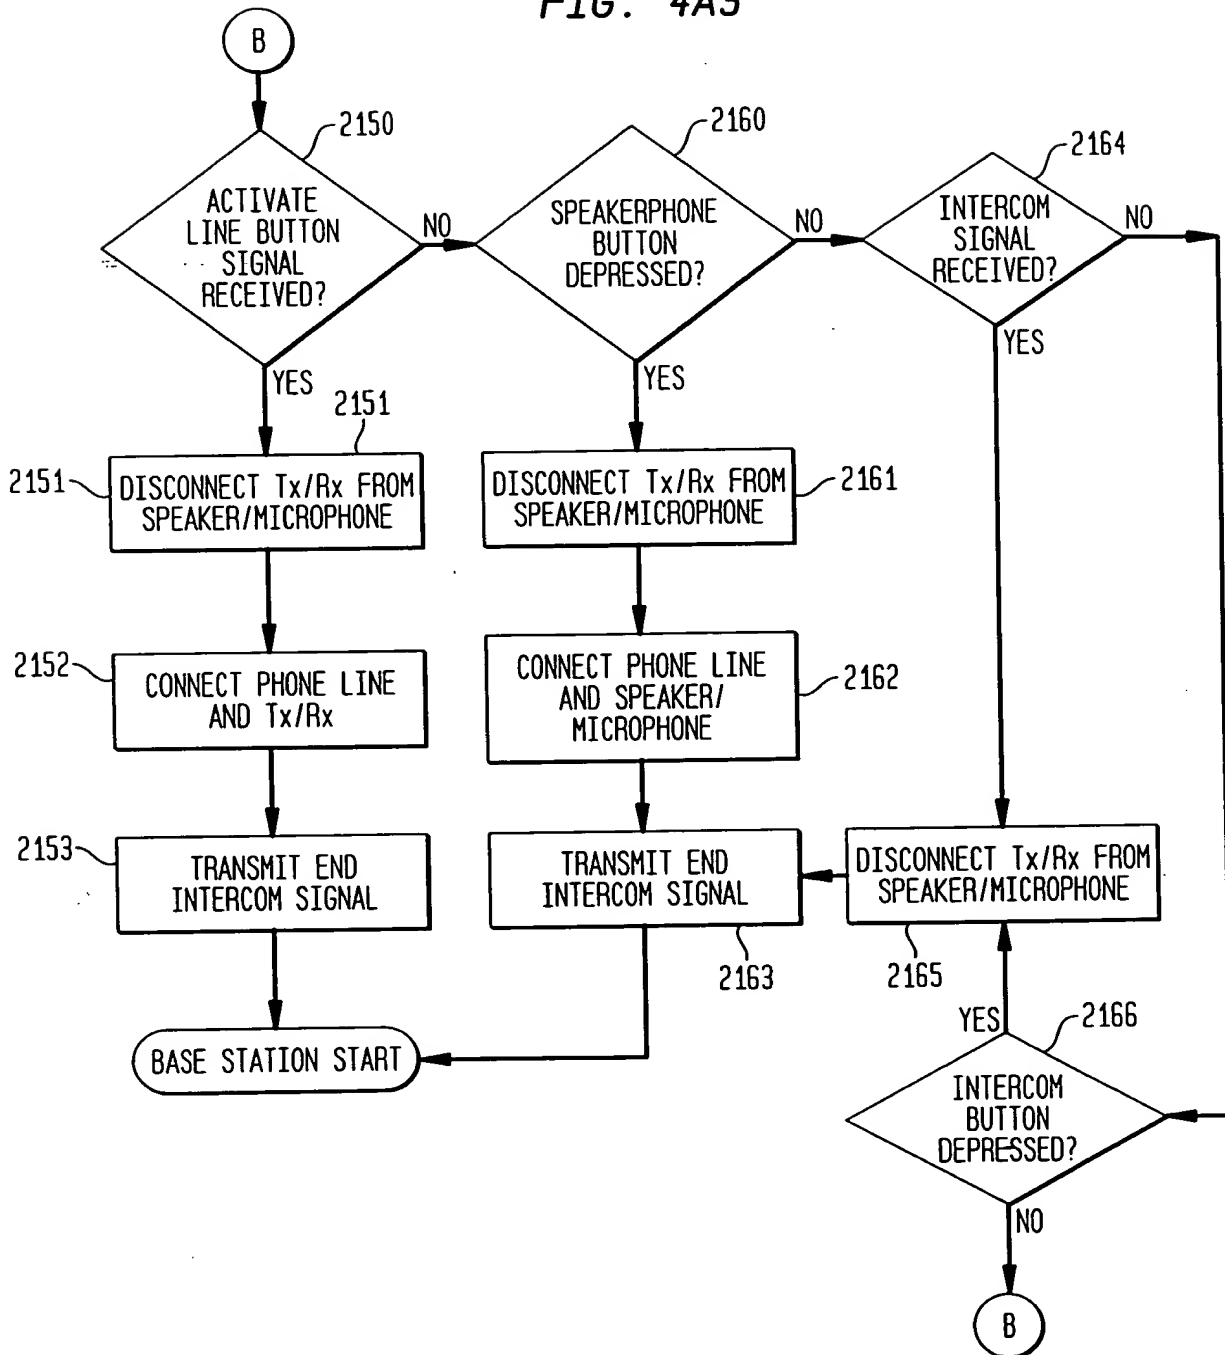 FIG. 4A3
B
2150
ACTIVATE
LINE BUTTON
SIGNAL
RECEIVED?
NO
YES
2160
SPEAKERPHONE
BUTTON
DEPRESSED?
NO
YES
2164
INTERCOM
SIGNAL
RECEIVED?
NO
YES
2151
2151
DISCONNECT Tx/Rx FROM
SPEAKER/MICROPHONE
2161
DISCONNECT Tx/Rx FROM
SPEAKER/MICROPHONE
2152
CONNECT PHONE LINE
AND Tx/Rx
2162
CONNECT PHONE LINE
AND SPEAKER/
MICROPHONE
2153
TRANSMIT END
INTERCOM SIGNAL
TRANSMIT END
INTERCOM SIGNAL
2163
DISCONNECT Tx/Rx FROM
SPEAKER/MICROPHONE
2165
BASE STATION START
YES
2166
INTERCOM
BUTTON
DEPRESSED?
NO
B